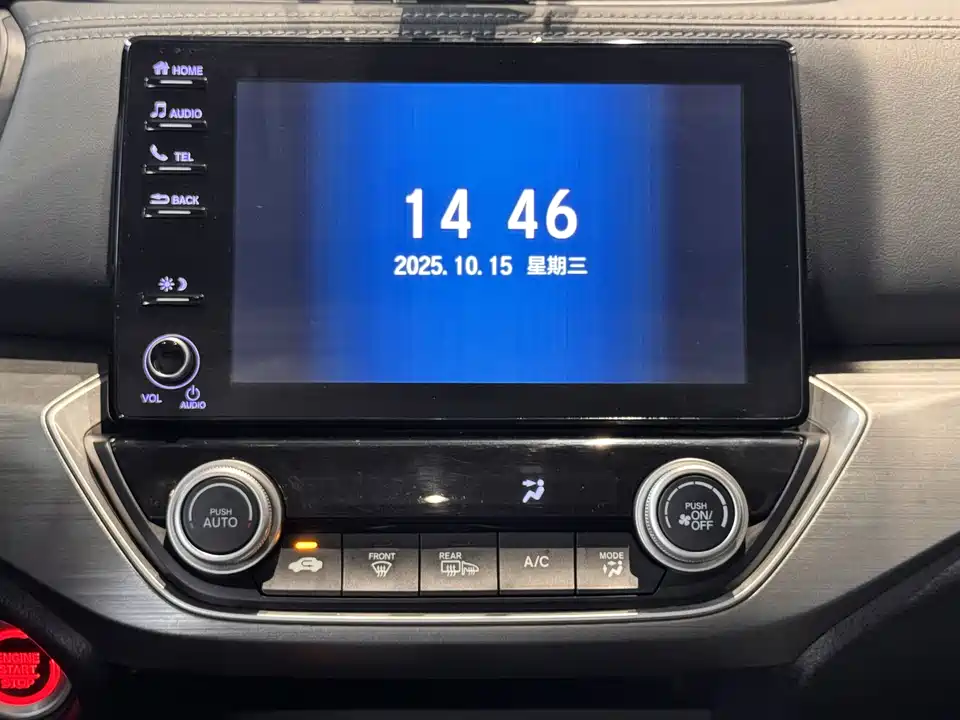 HOME
AUDIO
TEL
BACK
14 46
2025.10.15 星期三
VOL
AUDIO
PUSH
AUTO
PUSH
ON/
OFF
FRONT
REAR
A/C
MODE
ENGINE
START
STOP